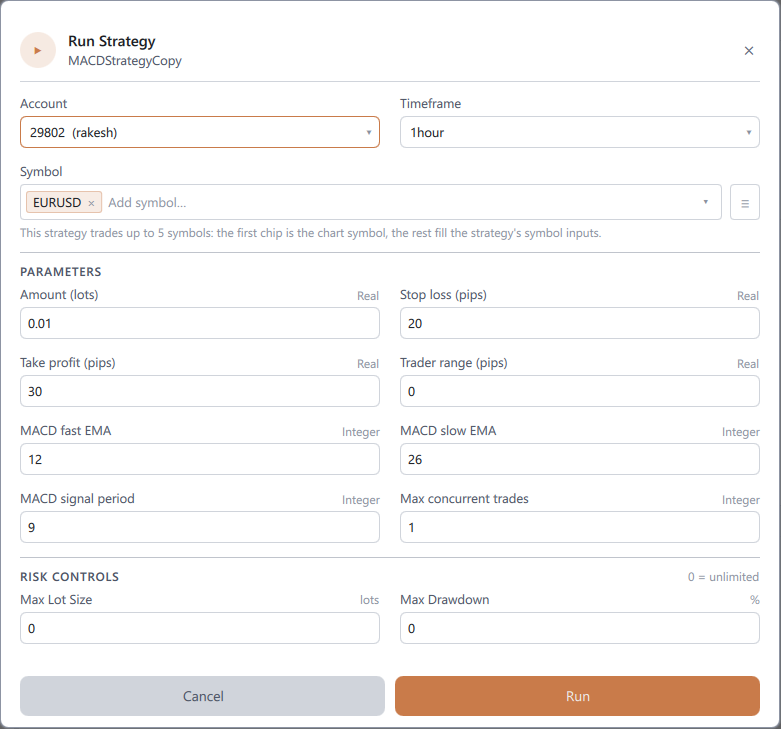 Run Strategy
MACDStrategyCopy
×
Account
Timeframe
29802 (rakesh)
1hour
Symbol
EURUSD × Add symbol...
This strategy trades up to 5 symbols: the first chip is the chart symbol, the rest fill the strategy's symbol inputs.
PARAMETERS
Amount (lots) Real
Stop loss (pips) Real
0.01
20
Take profit (pips) Real
Trader range (pips) Real
30
0
MACD fast EMA Integer
MACD slow EMA Integer
12
26
MACD signal period Integer
Max concurrent trades Integer
9
1
RISK CONTROLS 0 = unlimited
Max Lot Size lots
Max Drawdown %
0
0
Cancel
Run